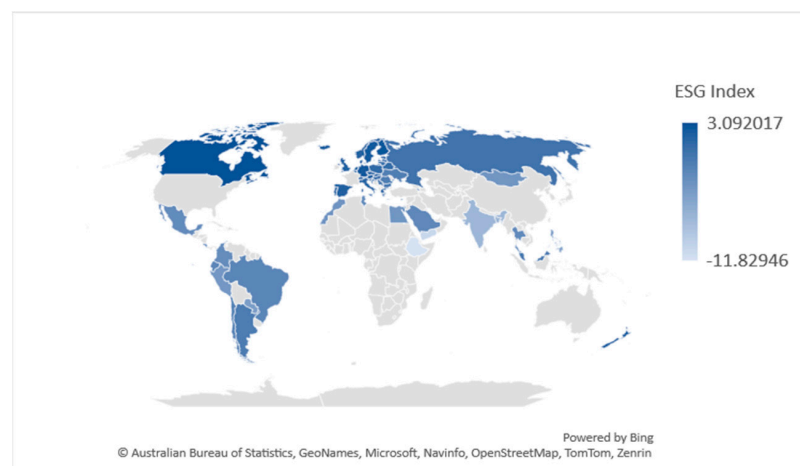 ESG Index
3.092017
-11.82946
Powered by Bing
© Australian Bureau of Statistics, GeoNames, Microsoft, Navinfo, OpenStreetMap, TomTom, Zenrin